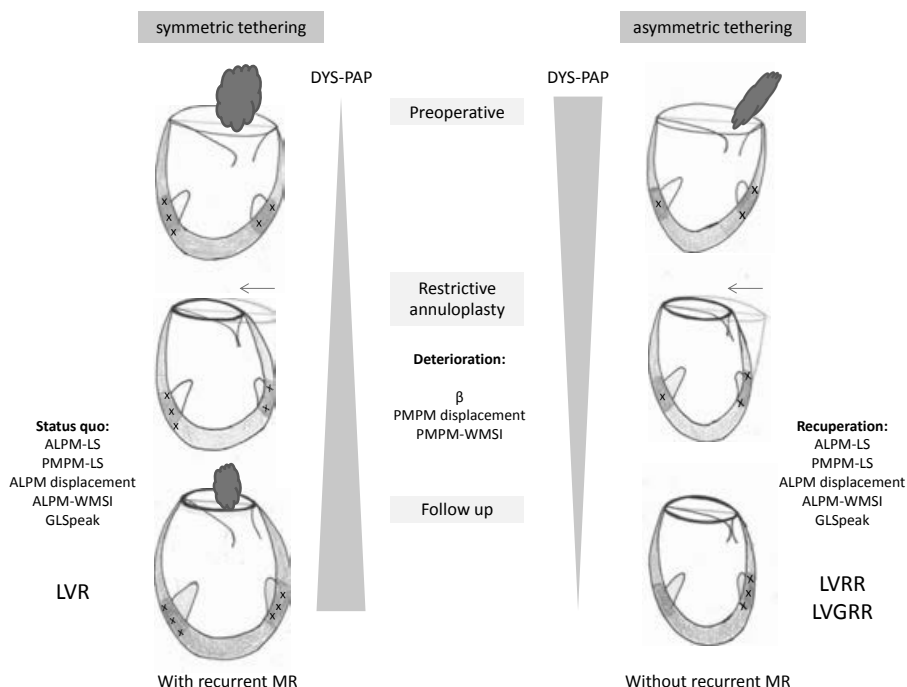 symmetric tethering
asymmetric tethering
DYS-PAP
DYS-PAP
Preoperative
x
x
x
x
x
x
x
x
Restrictive
annuloplasty
Deterioration:
β
PMPM displacement
PMPM-WMSI
x
x
x
x
x
x
x
x
Status quo:
ALPM-LS
PMPM-LS
ALPM displacement
ALPM-WMSI
GLSpeak
Recuperation:
ALPM-LS
PMPM-LS
ALPM displacement
ALPM-WMSI
GLSpeak
Follow up
LVR
LVRR
LVGRR
x
x
x
x
x
x
x
x
x
With recurrent MR
Without recurrent MR